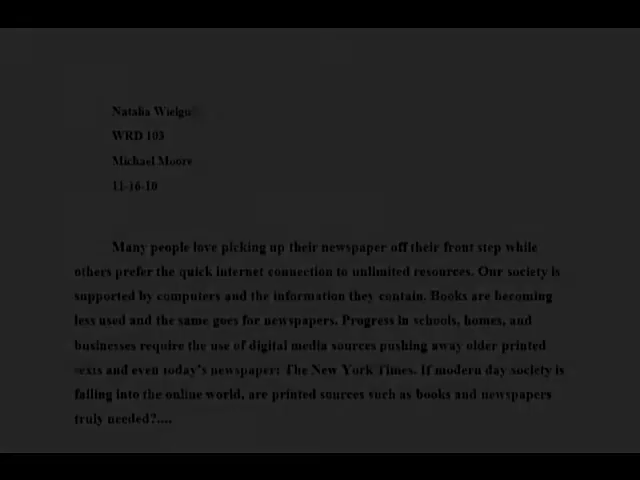 Natalia
WRD 103
Michael Moore
11-16-10
Many people love picking up their newspaper off their front step while
others prefer the quick internet connection to unlimited resources. Our society is
supported by computers and the information they contain. Books are becoming
less used and the same goes for newspapers. Progress in schools, homes, and
businesses require the use of digital media sources pushing away older printed
texts and even today's newspaper: The New York Times. If modern day society is
falling into the online world, are printed sources such as books and newspapers
truly needed?....